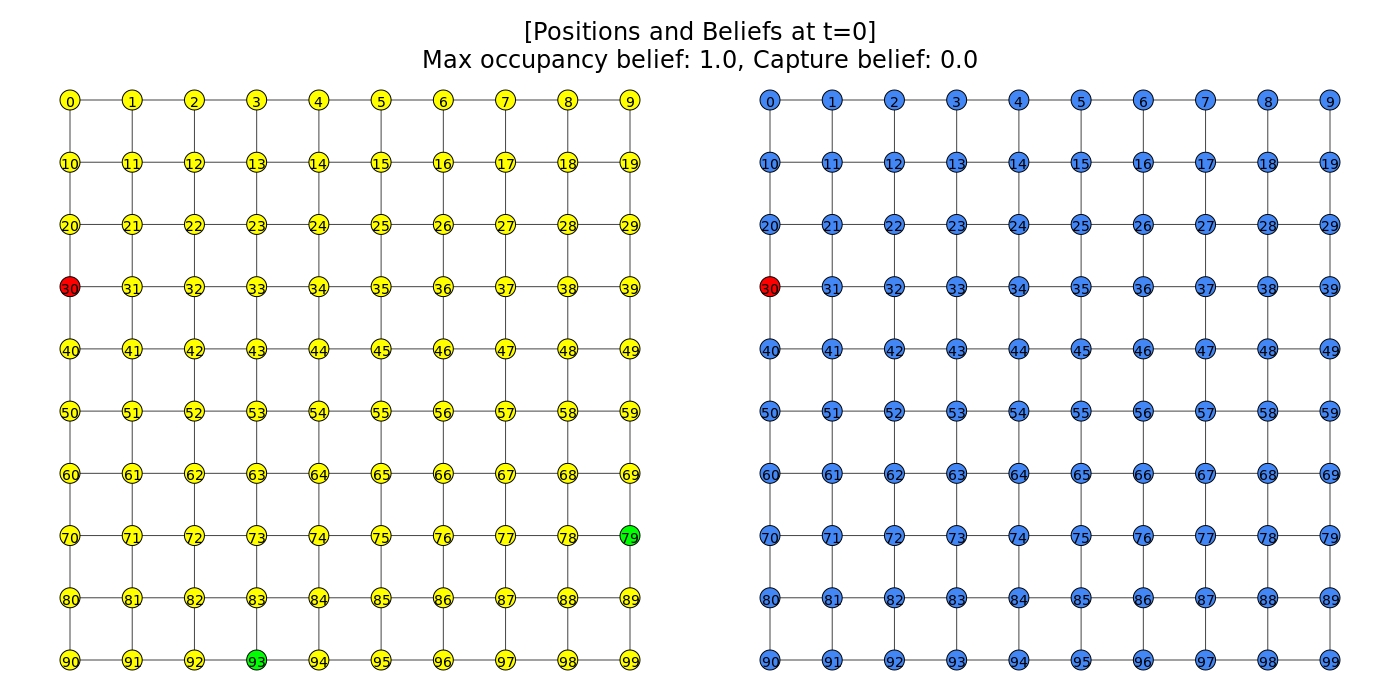 [Positions and Beliefs at t=0]
Max occupancy belief: 1.0, Capture belief: 0.0
0 1 2 3 4 5 6 7 8 9 0 1 2 3 4 5 6 7 8 9
10 11 12 13 14 15 16 17 18 19 10 11 12 13 14 15 16 17 18 19
20 21 22 23 24 25 26 27 28 29 20 21 22 23 24 25 26 27 28 29
30 31 32 33 34 35 36 37 38 39 30 31 32 33 34 35 36 37 38 39
40 41 42 43 44 45 46 47 48 49 40 41 42 43 44 45 46 47 48 49
50 51 52 53 54 55 56 57 58 59 50 51 52 53 54 55 56 57 58 59
60 61 62 63 64 65 66 67 68 69 60 61 62 63 64 65 66 67 68 69
70 71 72 73 74 75 76 77 78 79 70 71 72 73 74 75 76 77 78 79
80 81 82 83 84 85 86 87 88 89 80 81 82 83 84 85 86 87 88 89
90 91 92 93 94 95 96 97 98 99 90 91 92 93 94 95 96 97 98 99